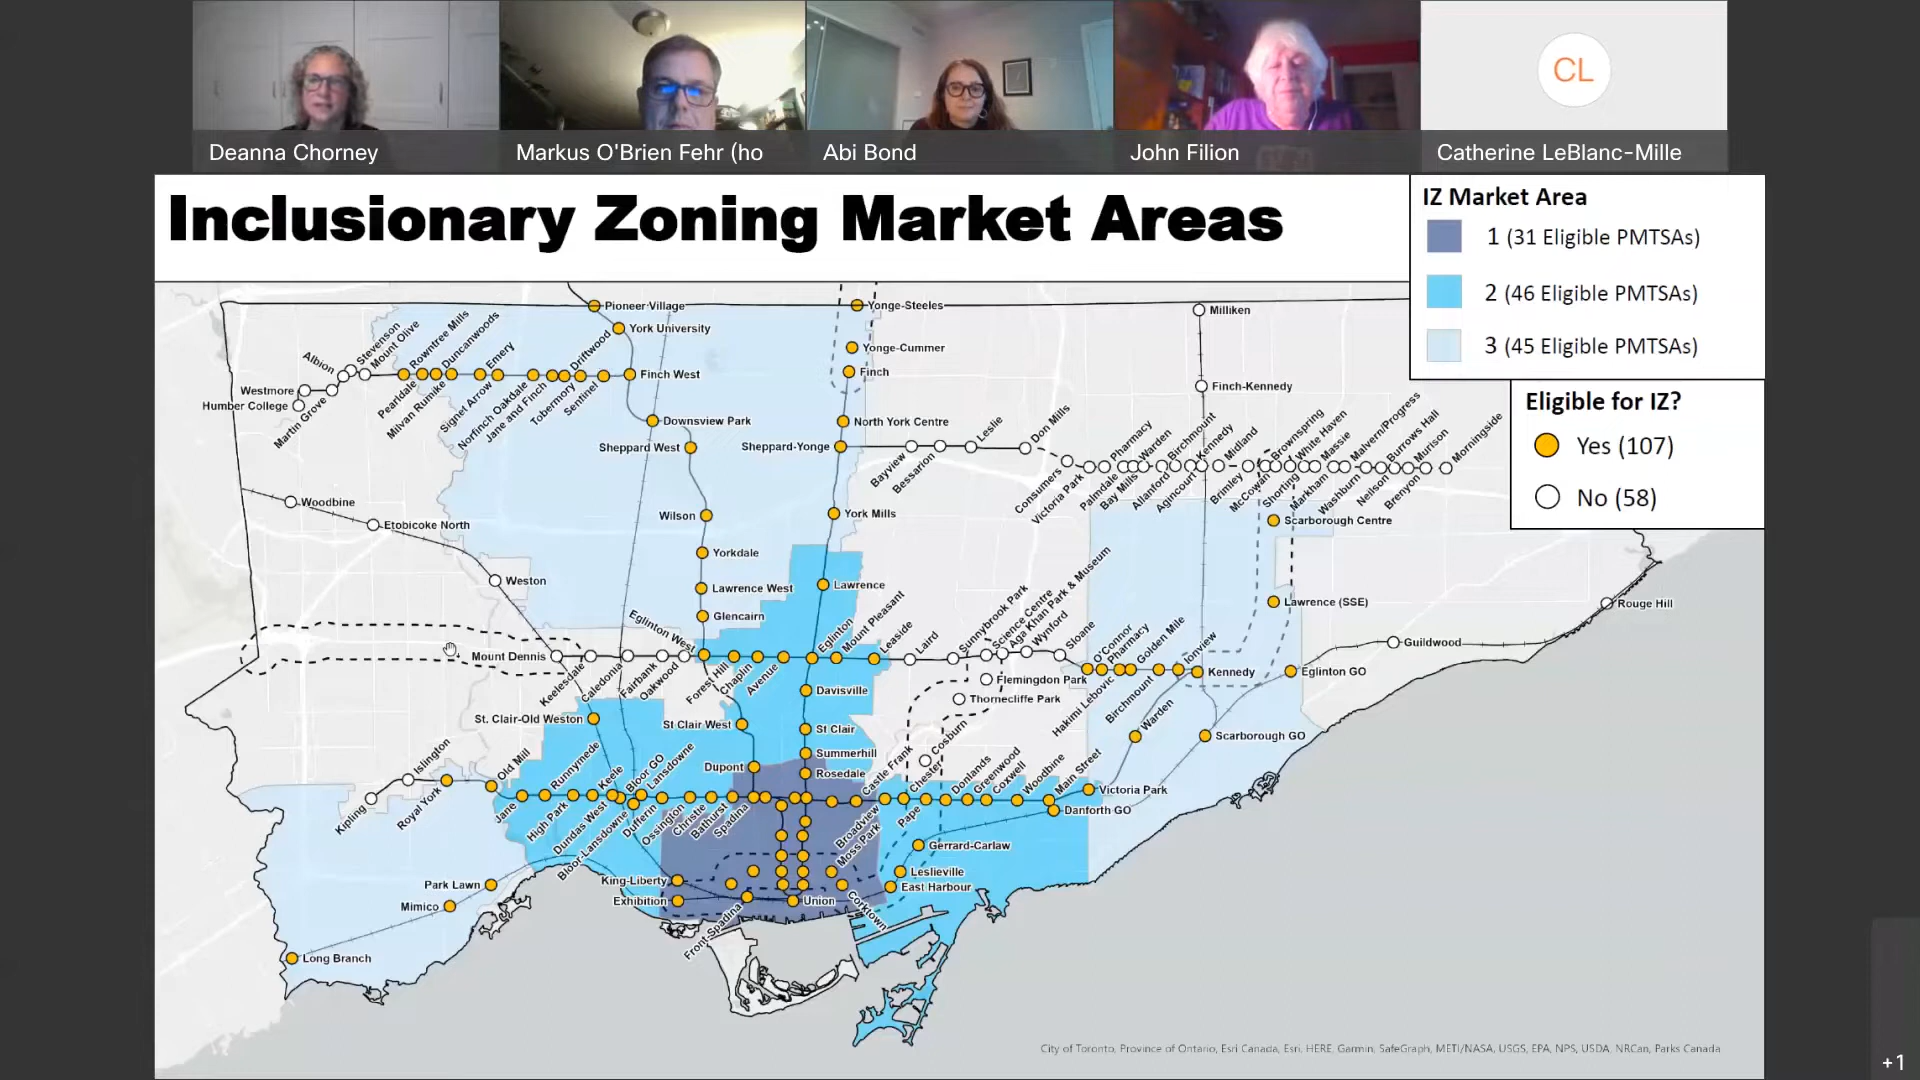 Deanna Chorney
Markus O'Brien Fehr (ho
Abi Bond
John Filion
CL
Catherine LeBlanc-Mille
Inclusionary Zoning Market Areas
IZ Market Area
1 (31 Eligible PMTSAs)
2 (46 Eligible PMTSAs)
3 (45 Eligible PMTSAs)
Eligible for IZ?
Yes (107)
No (58)
Pioneer Village
Yonge-Steeles
Milliken
York University
Yonge-Cummer
Albion
Stevenson
Mount Olive
Rowntree Mills
Duncanwoods
Emery
Driftwood
Finch West
Finch
Finch-Kennedy
Westmore
Humber College
Martin Grove
Pearldale
Milvan Rumike
Signet Arrow
Norfinch Oakdale
Jane and Finch
Tobermory
Sentinel
Downsview Park
North York Centre
Sheppard West
Sheppard-Yonge
Bayview
Bessarion
Leslie
Don Mills
Consumers
Victoria Park
Pharmacy
Palmdale
Warden
Bay Mills
Birchmount
Allanford
Kennedy
Agincourt
Midland
Brimley
Brownspring
McCowan
White Haven
Shorting
Massie
Markham
Malvern/Progress
Washburn
Burrows Hall
Neilson
Murison
Brenyon
Morningside
Woodbine
Etobicoke North
Wilson
York Mills
Scarborough Centre
Yorkdale
Weston
Lawrence West
Lawrence
Glencairn
Lawrence (SSE)
Rouge Hill
Eglinton West
Eglinton
Mount Pleasant
Leaside
Laird
Sunnybrook Park
Science Centre
Aga Khan Park & Museum
Wynford
Sloane
O'Connor
Pharmacy
Golden Mile
Ionview
Guildwood
Mount Dennis
Keelesdale
Caledonia
Fairbank
Oakwood
Forest Hill
Chaplin
Avenue
Flemingdon Park
Hakimi Lebovic
Birchmount
Kennedy
Eglinton GO
Davisville
Thorncliffe Park
Warden
St. Clair-Old Weston
St Clair West
St Clair
Scarborough GO
Summerhill
Cosburn
Islington
Old Mill
Runnymede
Keele
Bloor GO
Lansdowne
Dupont
Rosedale
Castle Frank
Chester
Donlands
Greenwood
Coxwell
Woodbine
Main Street
Victoria Park
Kipling
Royal York
Jane
High Park
Dundas West
Bloor-Lansdowne
Dufferin
Ossington
Christie
Bathurst
Spadina
Broadview
Pape
Danforth GO
Moss Park
Gerrard-Carlaw
Park Lawn
King-Liberty
Leslieville
East Harbour
Mimico
Exhibition
Union
Corktown
Front-Spadina
Long Branch
City of Toronto, Province of Ontario, Esri Canada, Esri, HERE, Garmin, SafeGraph, METI/NASA, USGS, EPA, NPS, USDA, NRCan, Parks Canada
+1